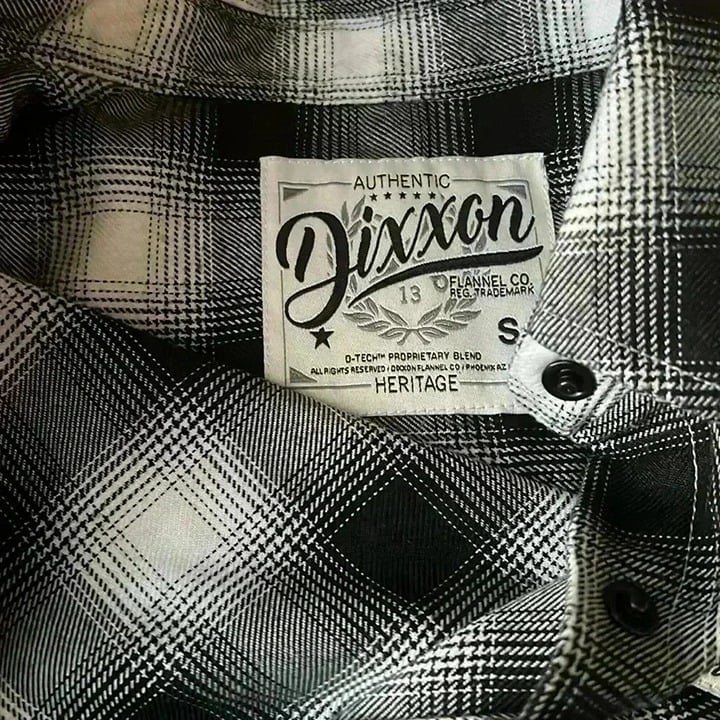 AUTHENTIC
Dixxon
FLANNEL CO.
REG. TRADEMARK
13
S
D-TECH™ PROPRIETARY BLEND
ALL RIGHTS RESERVED / DIXXON FLANNEL CO / PHOENIX AZ
HERITAGE